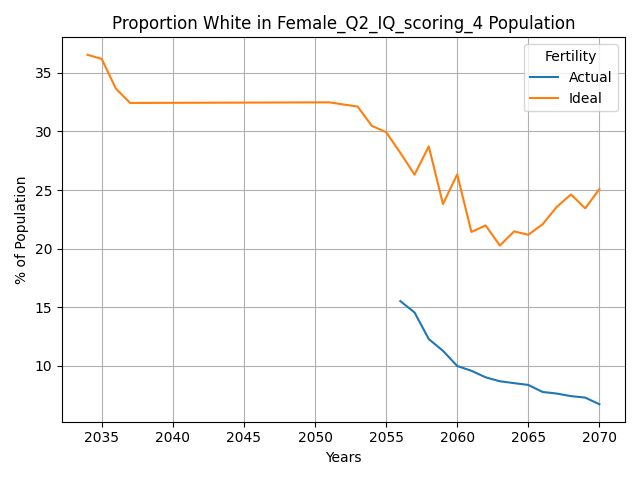 Proportion White in Female_Q2_IQ_scoring_4 Population
Fertility
Actual
Ideal
% of Population
35
30
25
20
15
10
2035 2040 2045 2050 2055 2060 2065 2070
Years